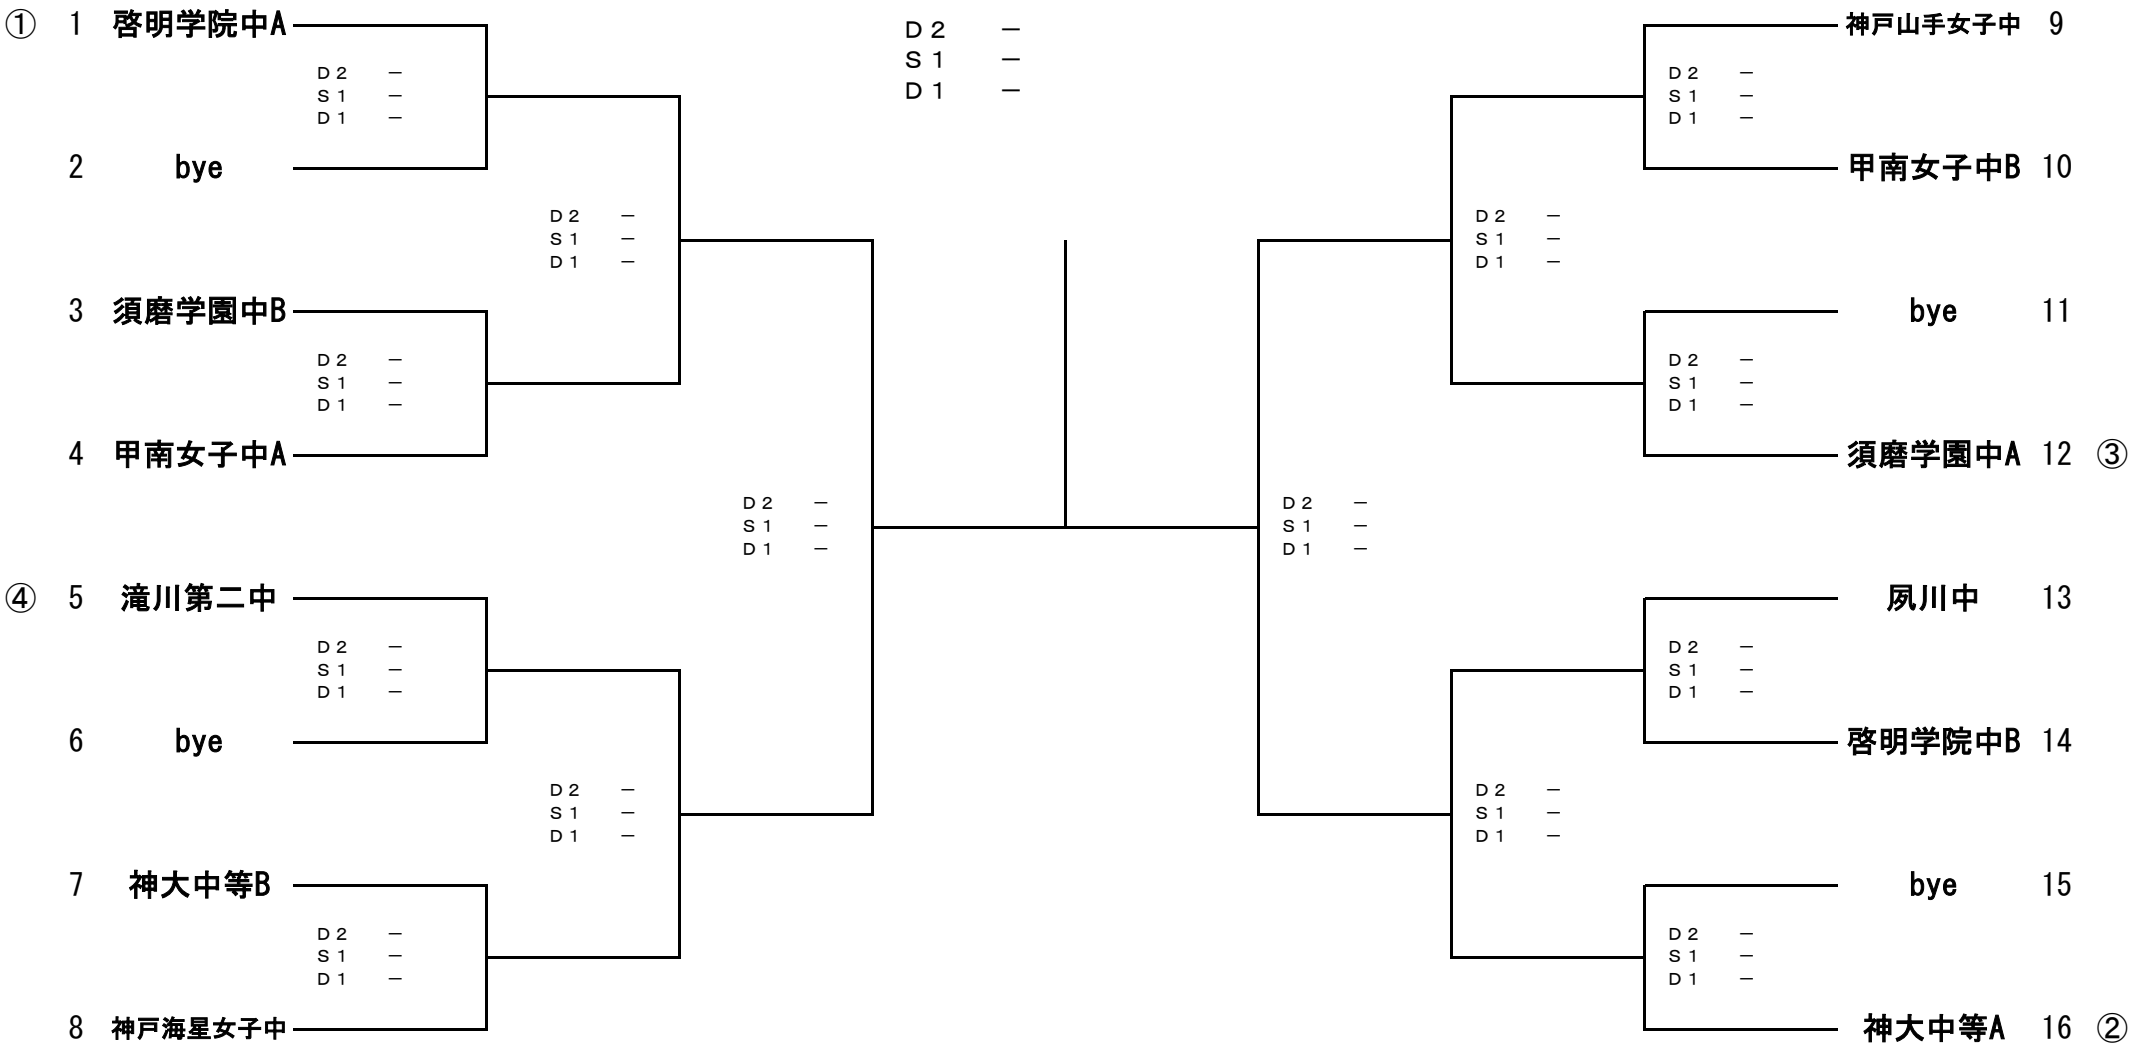 ① 1 啓明学院中A
D2 －
S1 －
D1 －
2 bye
D2 －
S1 －
D1 －
3 須磨学園中B
D2 －
S1 －
D1 －
4 甲南女子中A
D2 －
S1 －
D1 －
④ 5 滝川第二中
D2 －
S1 －
D1 －
6 bye
D2 －
S1 －
D1 －
7 神大中等B
D2 －
S1 －
D1 －
8 神戸海星女子中
D2 －
S1 －
D1 －
神戸山手女子中 9
D2 －
S1 －
D1 －
甲南女子中B 10
D2 －
S1 －
D1 －
bye 11
D2 －
S1 －
D1 －
須磨学園中A 12 ③
D2 －
S1 －
D1 －
夙川中 13
D2 －
S1 －
D1 －
啓明学院中B 14
D2 －
S1 －
D1 －
bye 15
D2 －
S1 －
D1 －
神大中等A 16 ②